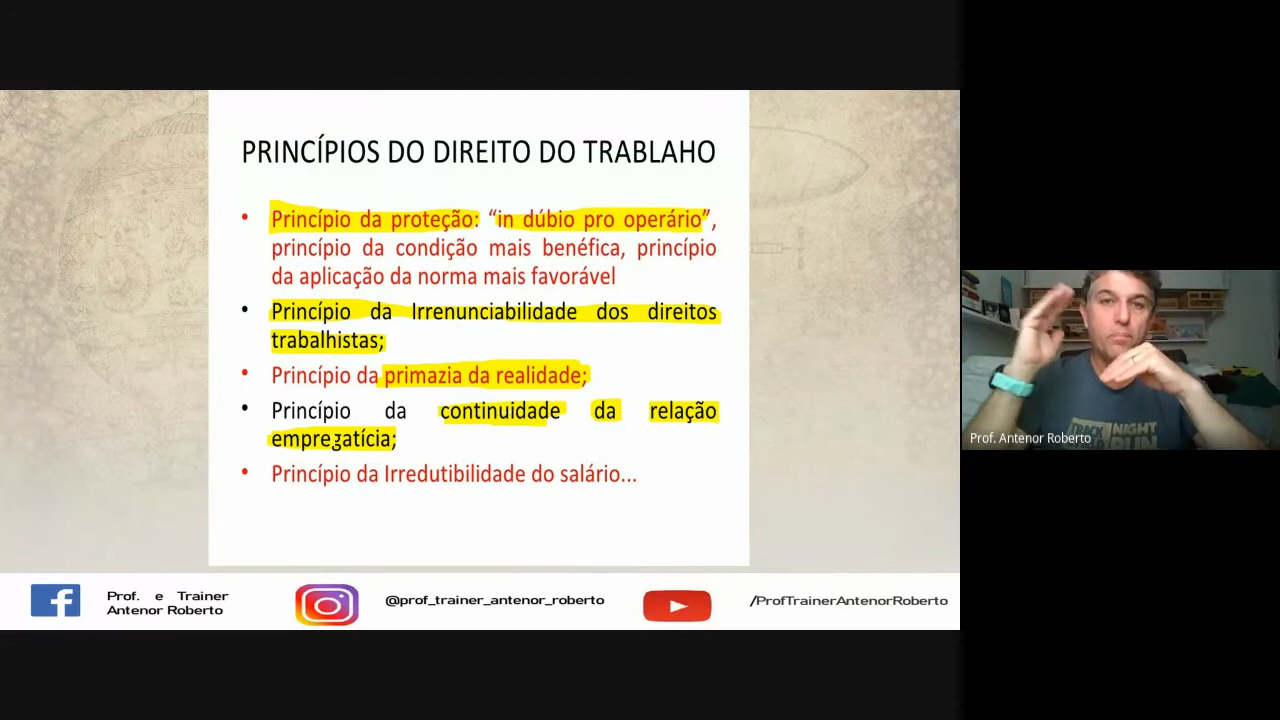 PRINCÍPIOS DO DIREITO DO TRABLAHO
• Princípio da proteção: “in dúbio pro operário”,
princípio da condição mais benéfica, princípio
da aplicação da norma mais favorável
• Princípio da Irrenunciabilidade dos direitos
trabalhistas;
• Princípio da primazia da realidade;
• Princípio da continuidade da relação
empregatícia;
• Princípio da Irredutibilidade do salário...
Prof. e Trainer
Antenor Roberto
@prof_trainer_antenor_roberto
/ProfTrainerAntenorRoberto
NIGHT
RUN
Prof. Antenor Roberto